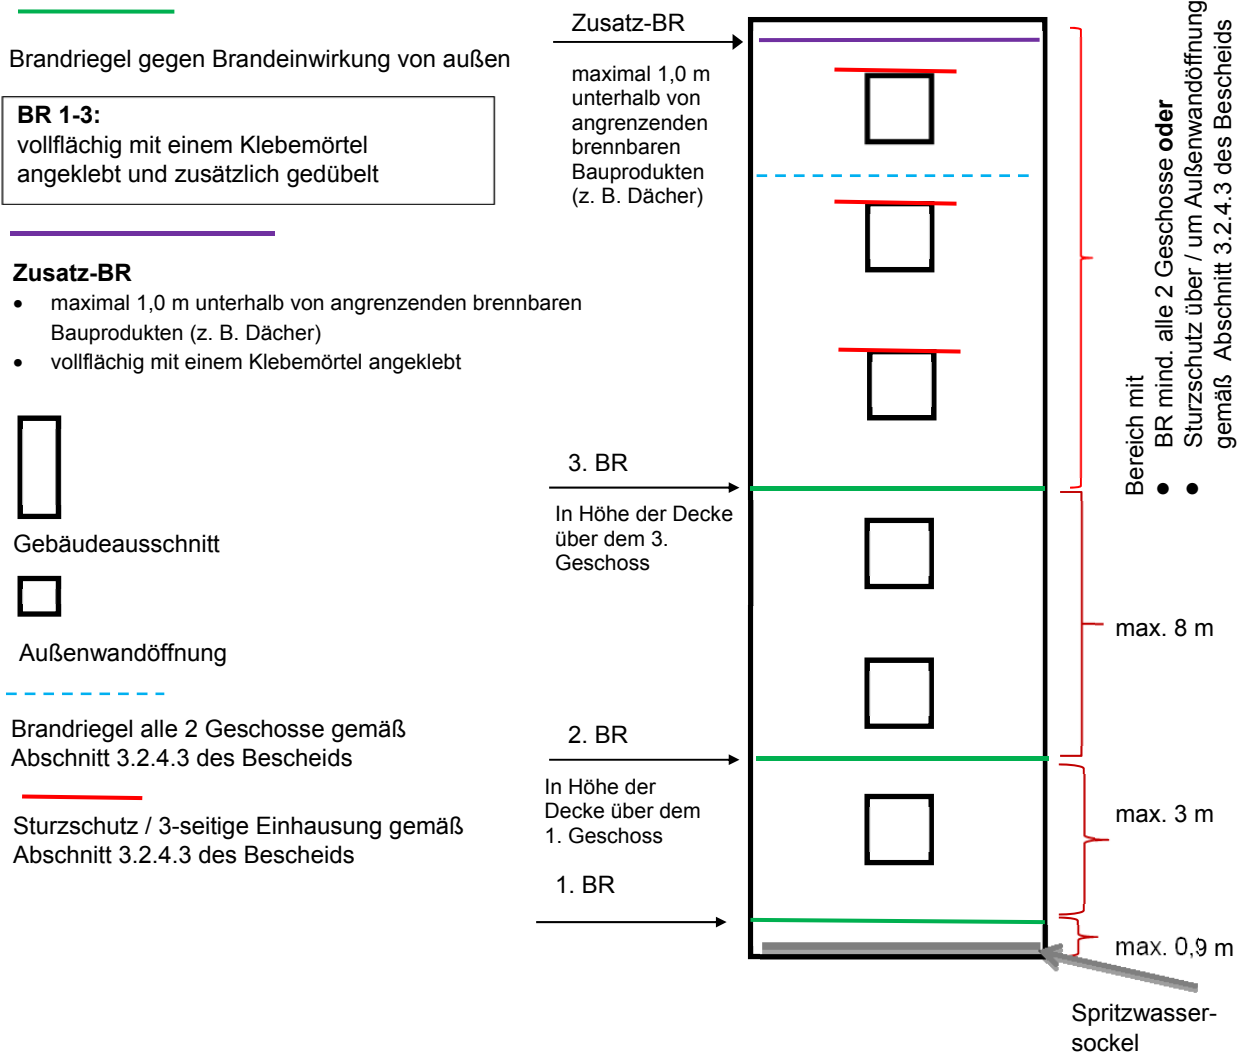 Brandriegel gegen Brandeinwirkung von außen
BR 1-3:
vollflächig mit einem Klebemörtel
angeklebt und zusätzlich gedübelt
Zusatz-BR
• maximal 1,0 m unterhalb von angrenzenden brennbaren
Bauprodukten (z. B. Dächer)
• vollflächig mit einem Klebemörtel angeklebt
Gebäudeausschnitt
Außenwandöffnung
Brandriegel alle 2 Geschosse gemäß
Abschnitt 3.2.4.3 des Bescheids
Sturzschutz / 3-seitige Einhausung gemäß
Abschnitt 3.2.4.3 des Bescheids
Zusatz-BR
maximal 1,0 m
unterhalb von
angrenzenden
brennbaren
Bauprodukten
(z. B. Dächer)
3. BR
In Höhe der Decke
über dem 3.
Geschoss
2. BR
In Höhe der
Decke über dem
1. Geschoss
1. BR
Bereich mit
• BR mind. alle 2 Geschosse oder
• Sturzschutz über / um Außenwandöffnung
gemäß Abschnitt 3.2.4.3 des Bescheids
max. 8 m
max. 3 m
max. 0,9 m
Spritzwasser-
sockel